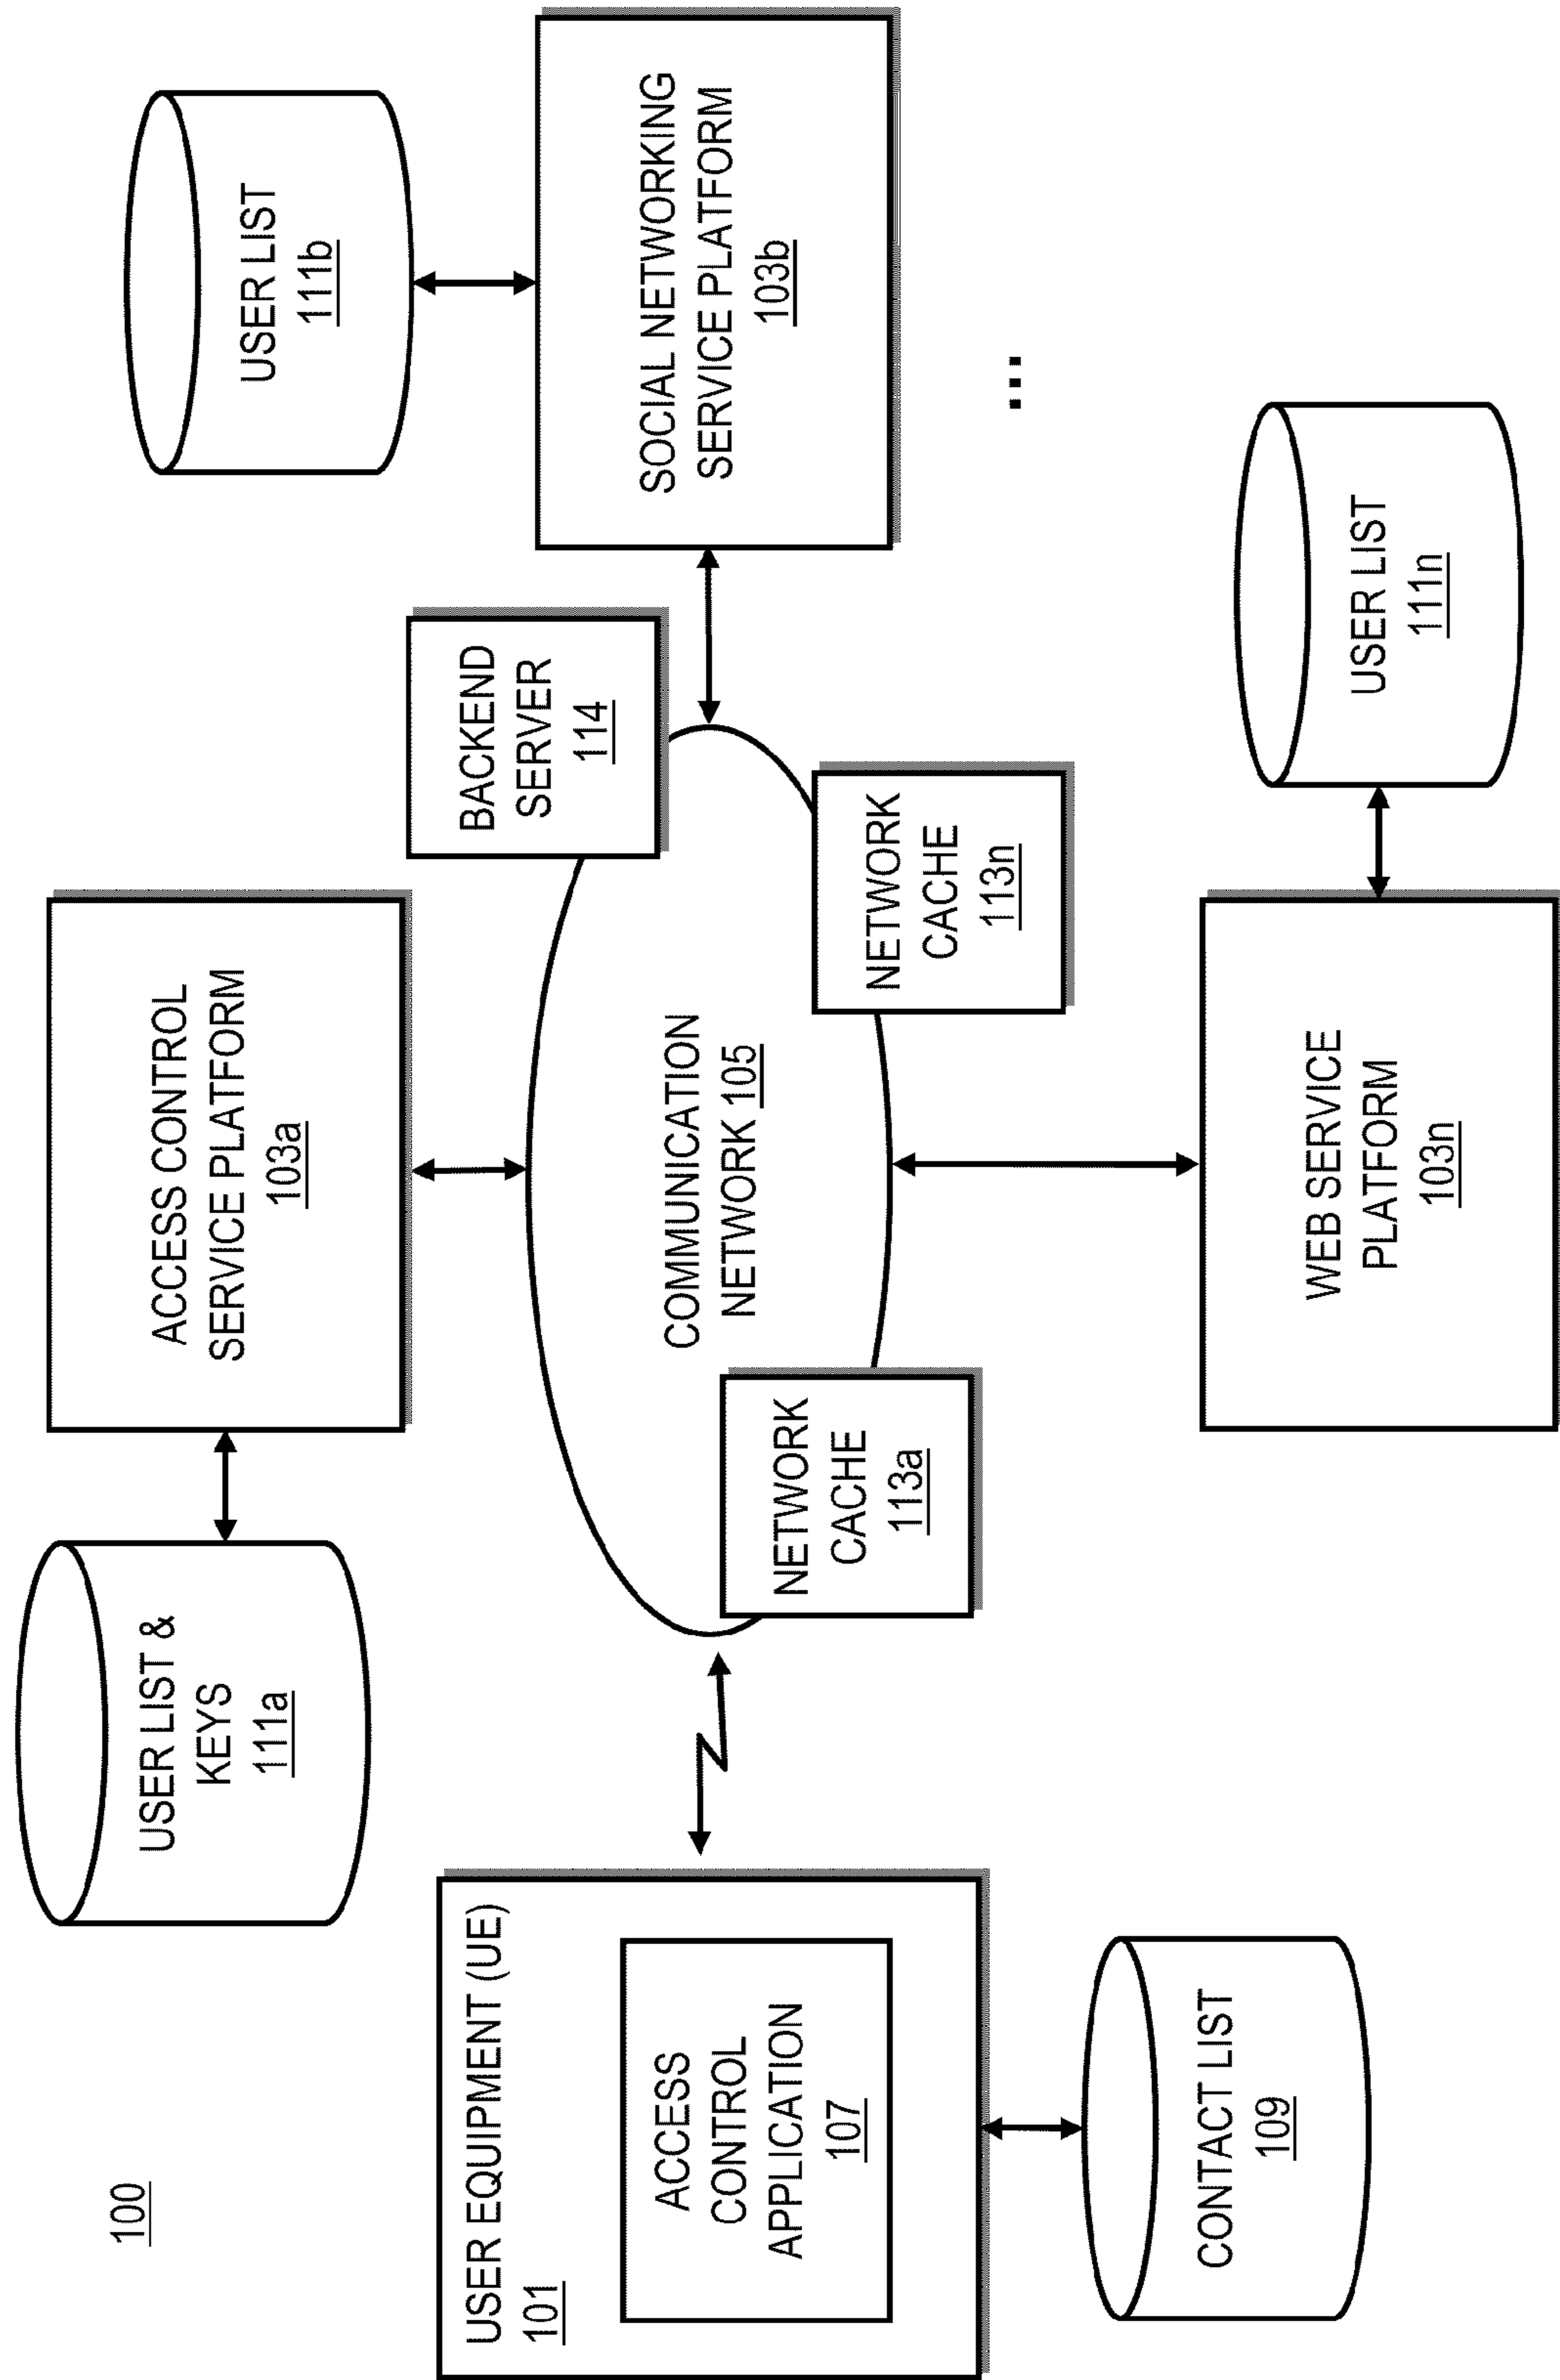 100
USER LIST &
KEYS
111a
ACCESS CONTROL
SERVICE PLATFORM
103a
USER LIST
111b
BACKEND
SERVER
114
SOCIAL NETWORKING
SERVICE PLATFORM
103b
USER EQUIPMENT (UE)
101
ACCESS
CONTROL
APPLICATION
107
COMMUNICATION
NETWORK 105
NETWORK
CACHE
113a
NETWORK
CACHE
113n
...
CONTACT LIST
109
WEB SERVICE
PLATFORM
103n
USER LIST
111n